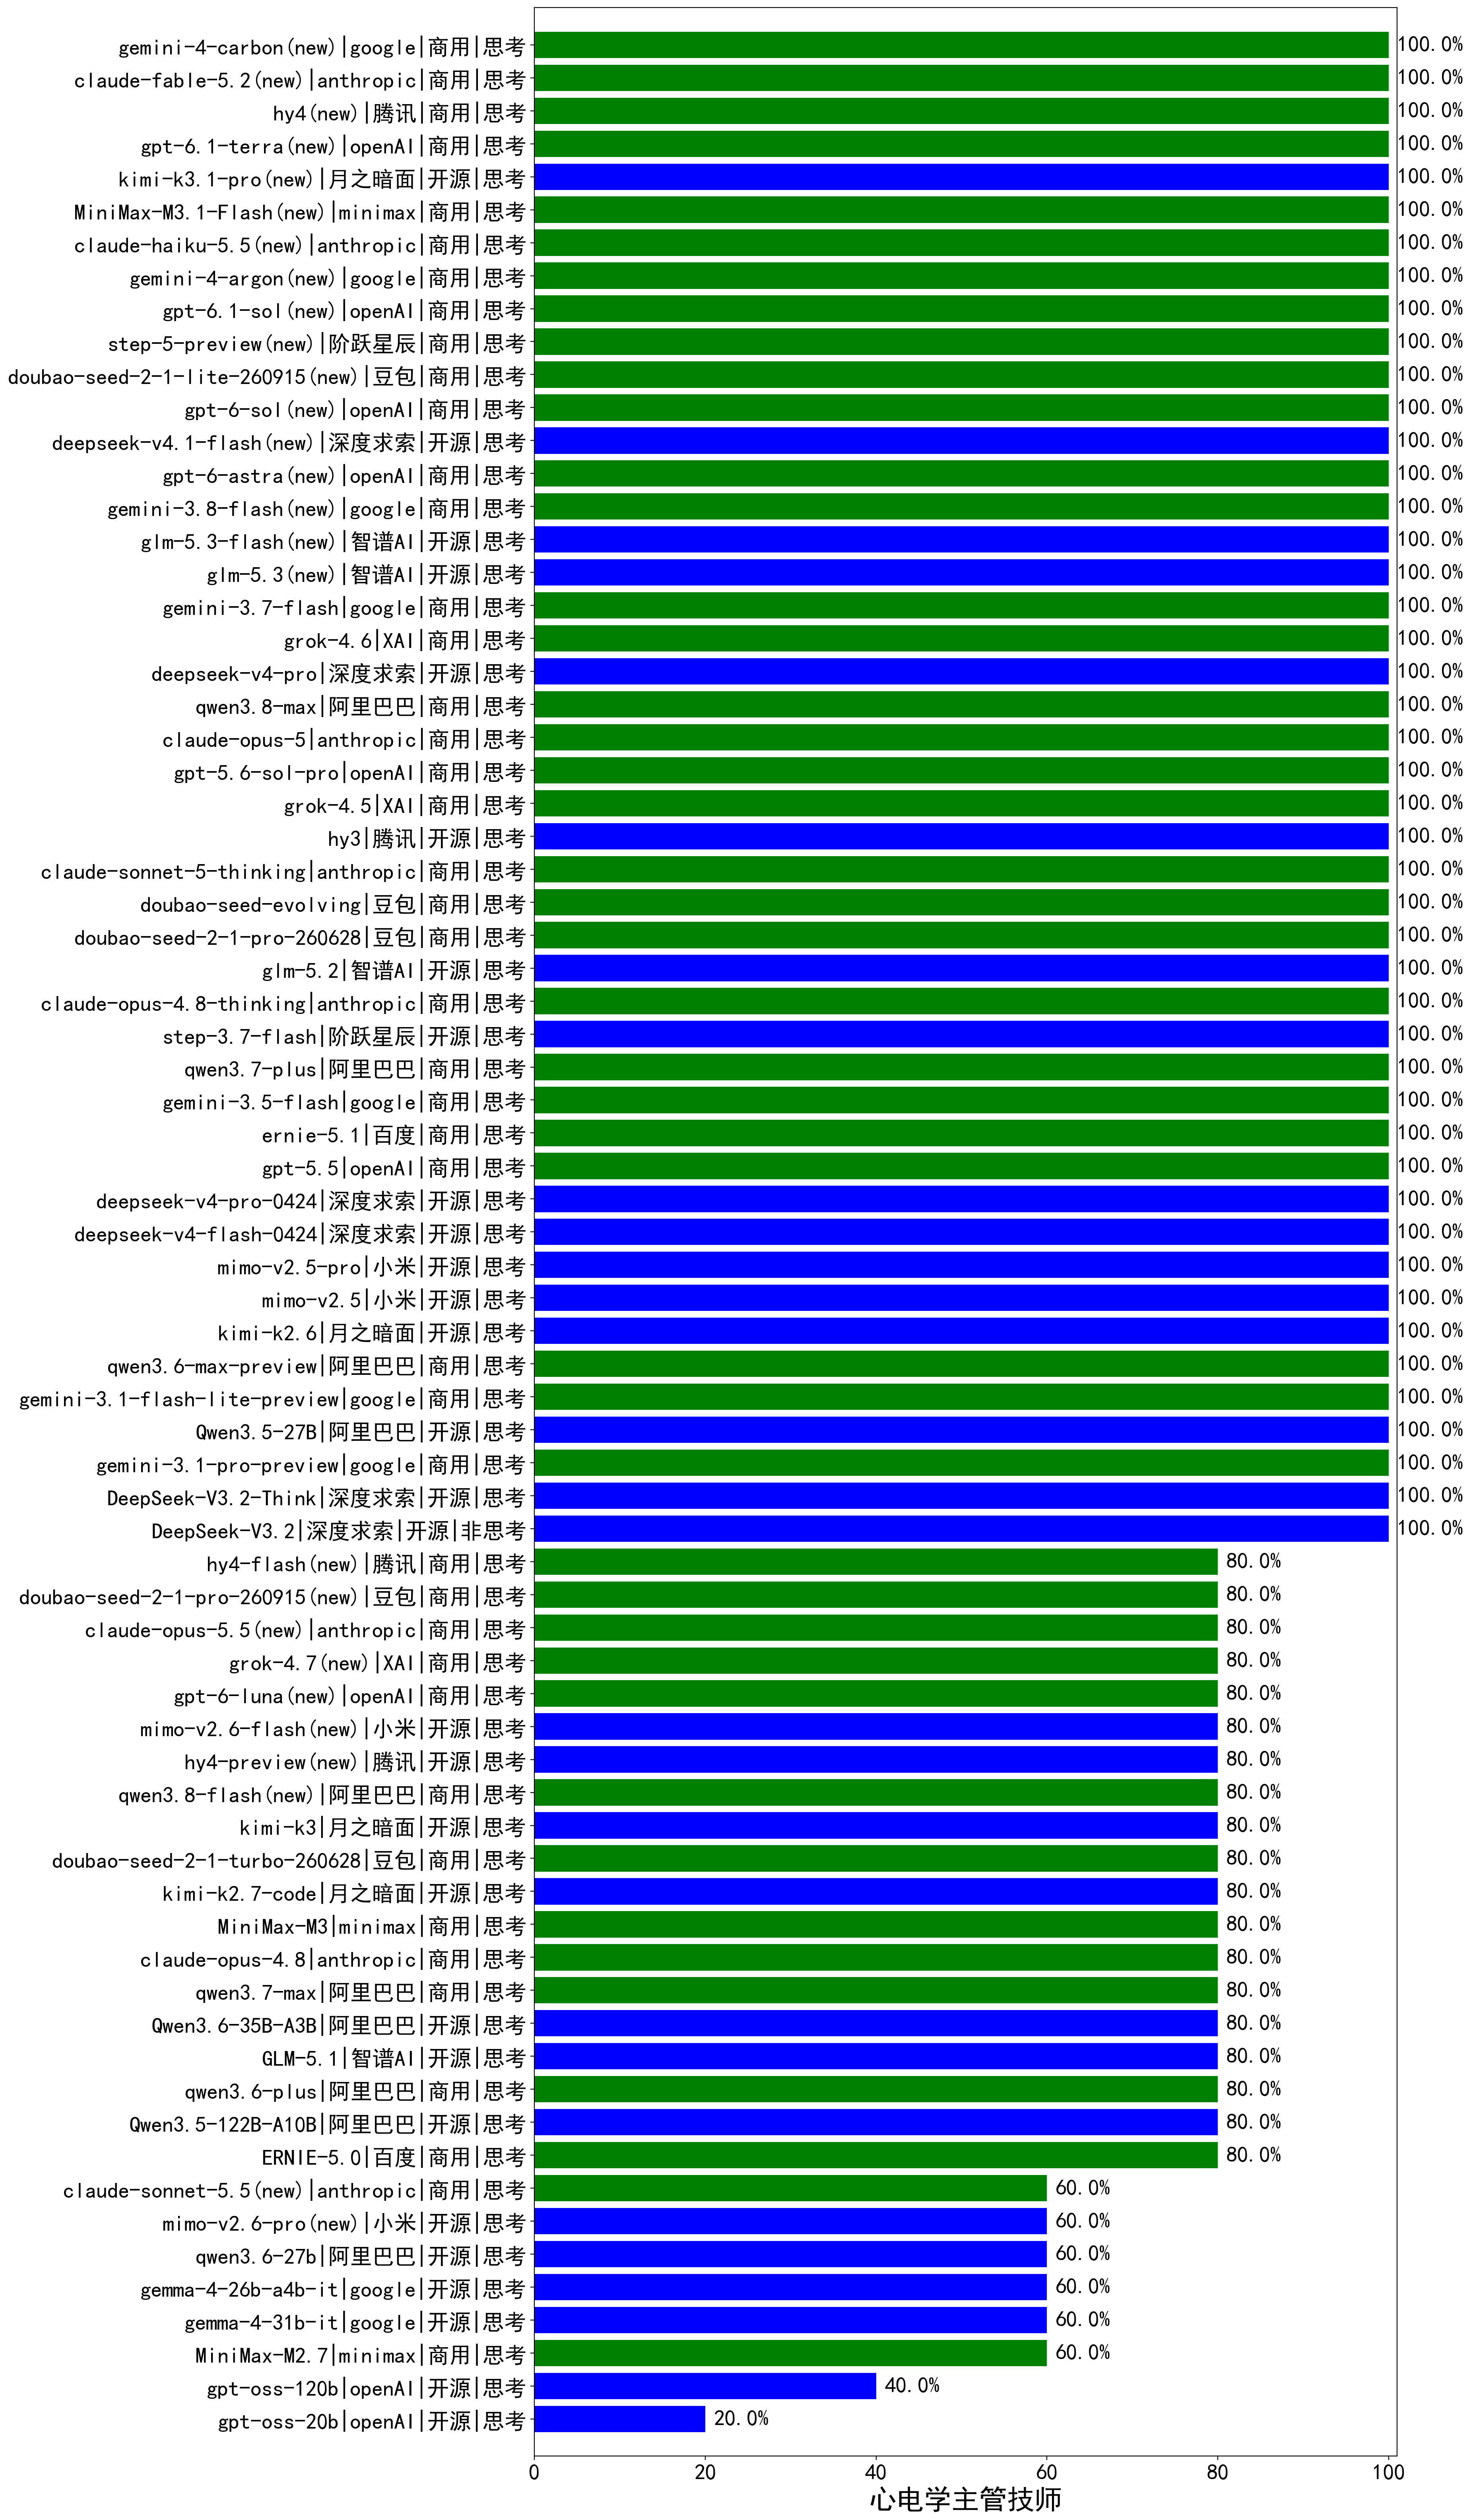 gemini-4-carbon(new)|google|商用|思考 100.0%
claude-fable-5.2(new)|anthropic|商用|思考 100.0%
hy4(new)|腾讯|商用|思考 100.0%
gpt-6.1-terra(new)|openAI|商用|思考 100.0%
kimi-k3.1-pro(new)|月之暗面|开源|思考 100.0%
MiniMax-M3.1-Flash(new)|minimax|商用|思考 100.0%
claude-haiku-5.5(new)|anthropic|商用|思考 100.0%
gemini-4-argon(new)|google|商用|思考 100.0%
gpt-6.1-sol(new)|openAI|商用|思考 100.0%
step-5-preview(new)|阶跃星辰|商用|思考 100.0%
doubao-seed-2-1-lite-260915(new)|豆包|商用|思考 100.0%
gpt-6-sol(new)|openAI|商用|思考 100.0%
deepseek-v4.1-flash(new)|深度求索|开源|思考 100.0%
gpt-6-astra(new)|openAI|商用|思考 100.0%
gemini-3.8-flash(new)|google|商用|思考 100.0%
glm-5.3-flash(new)|智谱AI|开源|思考 100.0%
glm-5.3(new)|智谱AI|开源|思考 100.0%
gemini-3.7-flash|google|商用|思考 100.0%
grok-4.6|XAI|商用|思考 100.0%
deepseek-v4-pro|深度求索|开源|思考 100.0%
qwen3.8-max|阿里巴巴|商用|思考 100.0%
claude-opus-5|anthropic|商用|思考 100.0%
gpt-5.6-sol-pro|openAI|商用|思考 100.0%
grok-4.5|XAI|商用|思考 100.0%
hy3|腾讯|开源|思考 100.0%
claude-sonnet-5-thinking|anthropic|商用|思考 100.0%
doubao-seed-evolving|豆包|商用|思考 100.0%
doubao-seed-2-1-pro-260628|豆包|商用|思考 100.0%
glm-5.2|智谱AI|开源|思考 100.0%
claude-opus-4.8-thinking|anthropic|商用|思考 100.0%
step-3.7-flash|阶跃星辰|开源|思考 100.0%
qwen3.7-plus|阿里巴巴|商用|思考 100.0%
gemini-3.5-flash|google|商用|思考 100.0%
ernie-5.1|百度|商用|思考 100.0%
gpt-5.5|openAI|商用|思考 100.0%
deepseek-v4-pro-0424|深度求索|开源|思考 100.0%
deepseek-v4-flash-0424|深度求索|开源|思考 100.0%
mimo-v2.5-pro|小米|开源|思考 100.0%
mimo-v2.5|小米|开源|思考 100.0%
kimi-k2.6|月之暗面|开源|思考 100.0%
qwen3.6-max-preview|阿里巴巴|商用|思考 100.0%
gemini-3.1-flash-lite-preview|google|商用|思考 100.0%
Qwen3.5-27B|阿里巴巴|开源|思考 100.0%
gemini-3.1-pro-preview|google|商用|思考 100.0%
DeepSeek-V3.2-Think|深度求索|开源|思考 100.0%
DeepSeek-V3.2|深度求索|开源|非思考 100.0%
hy4-flash(new)|腾讯|商用|思考 80.0%
doubao-seed-2-1-pro-260915(new)|豆包|商用|思考 80.0%
claude-opus-5.5(new)|anthropic|商用|思考 80.0%
grok-4.7(new)|XAI|商用|思考 80.0%
gpt-6-luna(new)|openAI|商用|思考 80.0%
mimo-v2.6-flash(new)|小米|开源|思考 80.0%
hy4-preview(new)|腾讯|开源|思考 80.0%
qwen3.8-flash(new)|阿里巴巴|商用|思考 80.0%
kimi-k3|月之暗面|开源|思考 80.0%
doubao-seed-2-1-turbo-260628|豆包|商用|思考 80.0%
kimi-k2.7-code|月之暗面|开源|思考 80.0%
MiniMax-M3|minimax|商用|思考 80.0%
claude-opus-4.8|anthropic|商用|思考 80.0%
qwen3.7-max|阿里巴巴|商用|思考 80.0%
Qwen3.6-35B-A3B|阿里巴巴|开源|思考 80.0%
GLM-5.1|智谱AI|开源|思考 80.0%
qwen3.6-plus|阿里巴巴|商用|思考 80.0%
Qwen3.5-122B-A10B|阿里巴巴|开源|思考 80.0%
ERNIE-5.0|百度|商用|思考 80.0%
claude-sonnet-5.5(new)|anthropic|商用|思考 60.0%
mimo-v2.6-pro(new)|小米|开源|思考 60.0%
qwen3.6-27b|阿里巴巴|开源|思考 60.0%
gemma-4-26b-a4b-it|google|开源|思考 60.0%
gemma-4-31b-it|google|开源|思考 60.0%
MiniMax-M2.7|minimax|商用|思考 60.0%
gpt-oss-120b|openAI|开源|思考 40.0%
gpt-oss-20b|openAI|开源|思考 20.0%
0 20 40 60 80 100
心电学主管技师